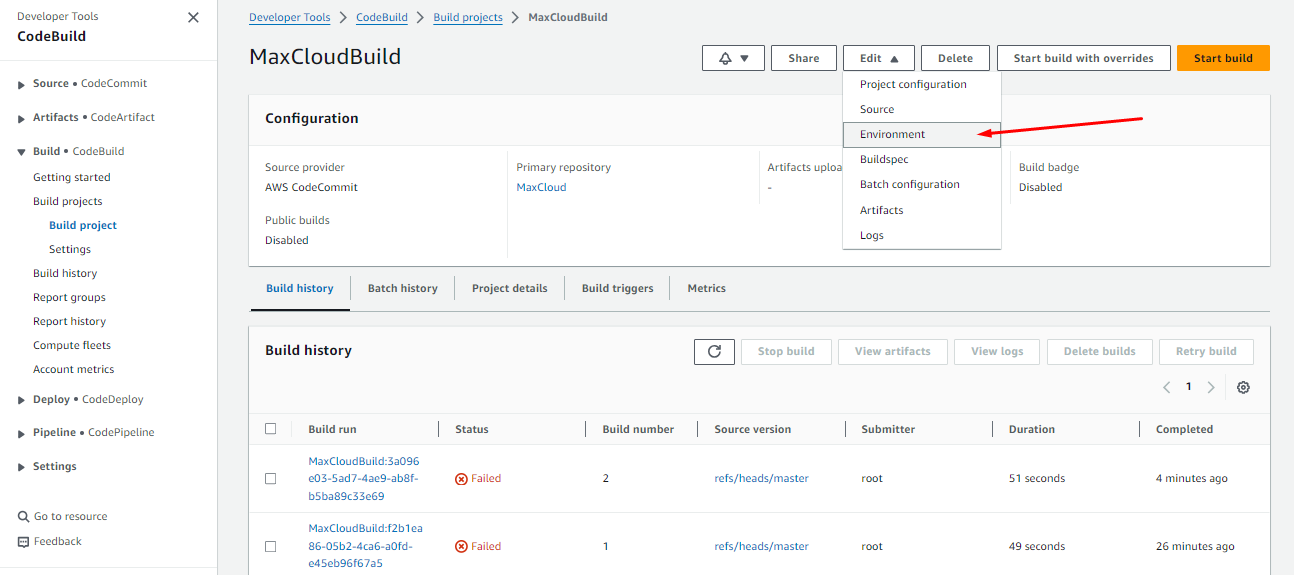 Developer Tools
CodeBuild
Source • CodeCommit
Artifacts • CodeArtifact
Build • CodeBuild
Getting started
Build projects
Build project
Settings
Build history
Report groups
Report history
Compute fleets
Account metrics
Deploy • CodeDeploy
Pipeline • CodePipeline
Settings
Go to resource
Feedback
Developer Tools > CodeBuild > Build projects > MaxCloudBuild
MaxCloudBuild
Share
Edit
Delete
Start build with overrides
Start build
Project configuration
Source
Environment
Buildspec
Batch configuration
Artifacts
Logs
Configuration
Source provider
AWS CodeCommit
Primary repository
MaxCloud
Artifacts uploa
-
Build badge
Disabled
Public builds
Disabled
Build history
Batch history
Project details
Build triggers
Metrics
Build history
Stop build
View artifacts
View logs
Delete builds
Retry build
1
Build run Status Build number Source version Submitter Duration Completed
MaxCloudBuild:3a096
e03-5ad7-4ae9-ab8f-
b5ba89c33e69
Failed 2 refs/heads/master root 51 seconds 4 minutes ago
MaxCloudBuild:f2b1ea
86-05b2-4ca6-a0fd-
e45eb96f67a5
Failed 1 refs/heads/master root 49 seconds 26 minutes ago